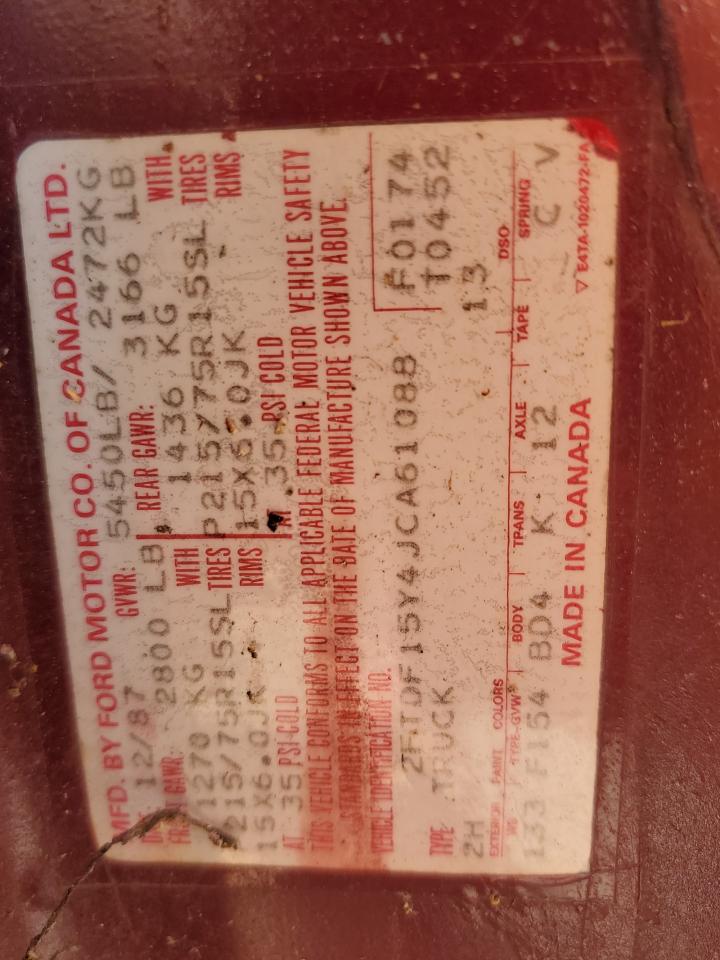 MFD. BY FORD MOTOR CO. OF CANADA LTD.
12/87 GVWR: 5450LB/ 2472KG
GAWR: 2800 LB REAR GAWR: 3166 LB
1270 KG WITH 1436 KG WITH
P215/75R15SL TIRES P215/75R15SL TIRES
15X6.0JK RIMS 15X6.0JK RIMS
AT 35 PSI COLD 35 PSI COLD
THIS VEHICLE CONFORMS TO ALL APPLICABLE FEDERAL MOTOR VEHICLE SAFETY
STANDARDS IN EFFECT ON THE DATE OF MANUFACTURE SHOWN ABOVE.
VEHICLE IDENTIFICATION NO.
2FTDF15Y4JCA61088
F0174
T0452
TYPE TRUCK
2H 13
EXTERIOR PAINT COLORS DSO
WB TYPE-GVW BODY TRANS AXLE TAPE SPRING
133 F154 BD4 K 12 C V
MADE IN CANADA
▽ E4TA-1020472-FA